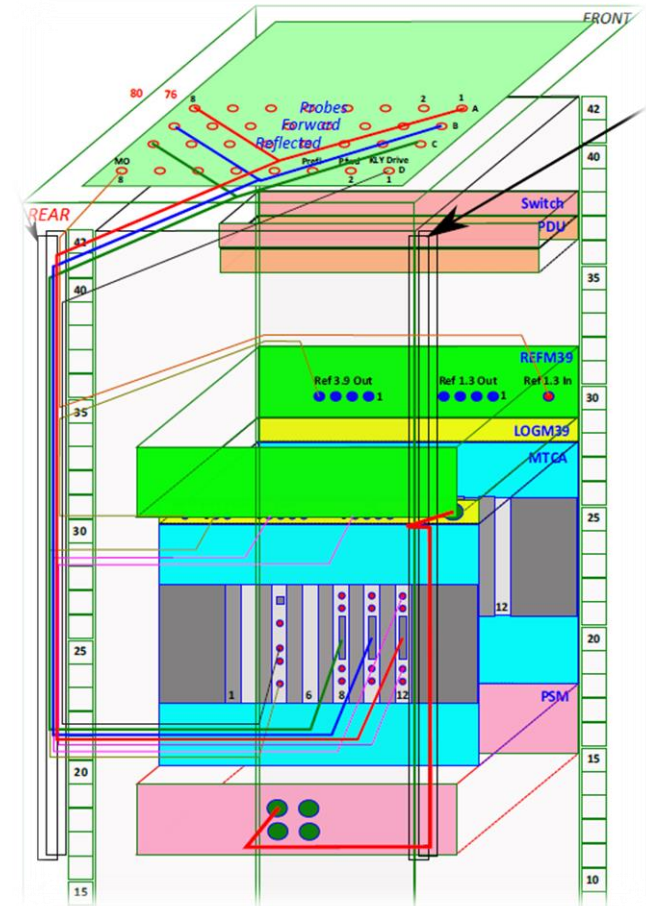 FRONT
80 76
8 2 1
Probes A
Forward B
Reflected C
MO Prefl Pfwd KLY Drive
8 2 1 D
REAR
42
40
35
30
25
20
15
42
40
35
30
25
20
15
10
Switch
PDU
REFM39
Ref 3.9 Out Ref 1.3 Out Ref 1.3 In
1 1
LOGM39
MTCA
12
1 6 8 12
PSM